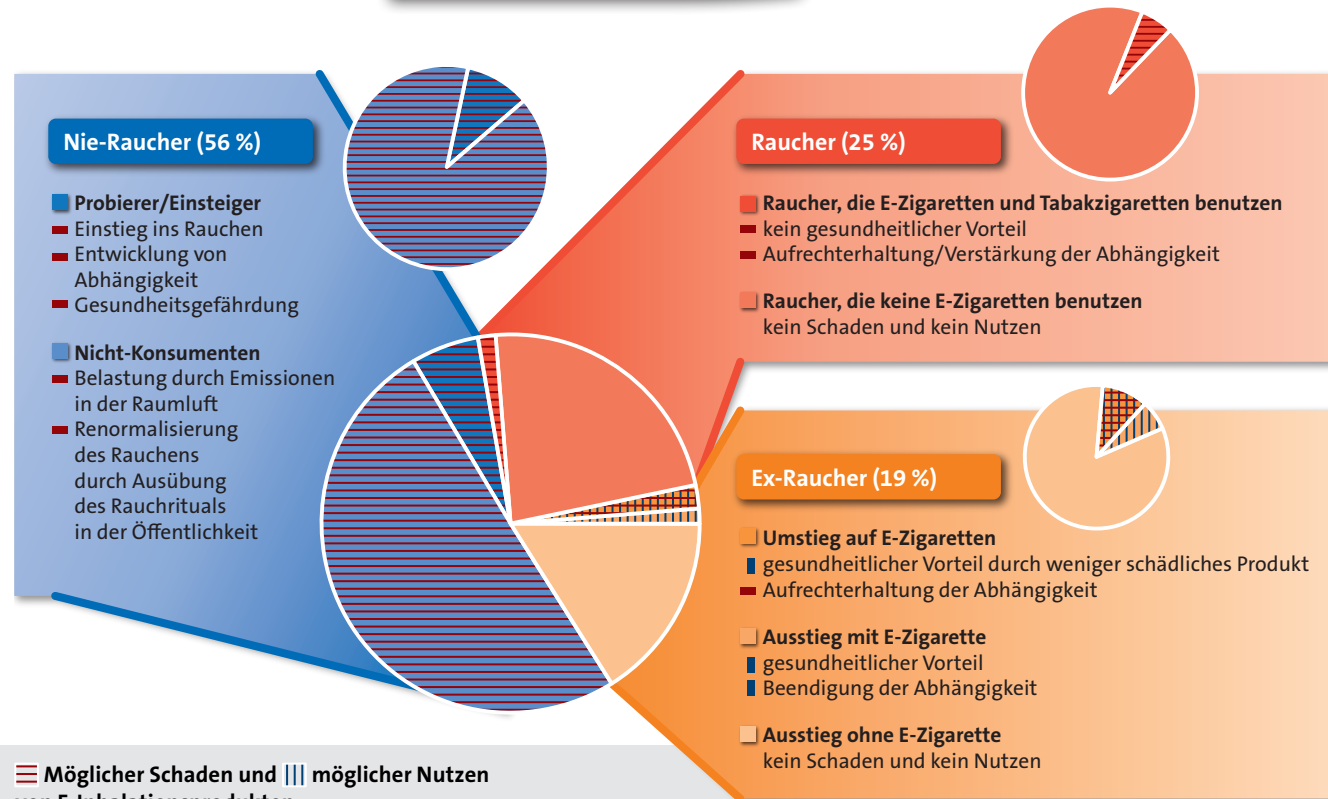 Nie-Raucher (56 %)
Probierer/Einsteiger
Einstieg ins Rauchen
Entwicklung von
Abhängigkeit
Gesundheitsgefährdung
Nicht-Konsumenten
Belastung durch Emissionen
in der Raumluft
Renormalisierung
des Rauchens
durch Ausübung
des Rauchrituals
in der Öffentlichkeit
Raucher (25 %)
Raucher, die E-Zigaretten und Tabakzigaretten benutzen
kein gesundheitlicher Vorteil
Aufrechterhaltung/Verstärkung der Abhängigkeit
Raucher, die keine E-Zigaretten benutzen
kein Schaden und kein Nutzen
Ex-Raucher (19 %)
Umstieg auf E-Zigaretten
gesundheitlicher Vorteil durch weniger schädliches Produkt
Aufrechterhaltung der Abhängigkeit
Ausstieg mit E-Zigarette
gesundheitlicher Vorteil
Beendigung der Abhängigkeit
Ausstieg ohne E-Zigarette
kein Schaden und kein Nutzen
Möglicher Schaden und möglicher Nutzen
von E-Inhalationsprodukten